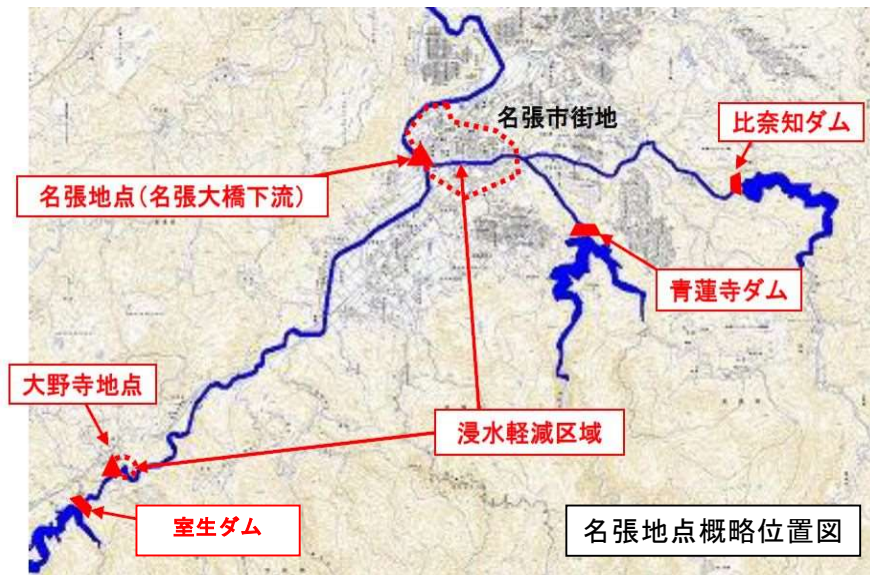 名張市街地
比奈知ダム
名張地点（名張大橋下流）
青蓮寺ダム
大野寺地点
浸水軽減区域
室生ダム
名張地点概略位置図